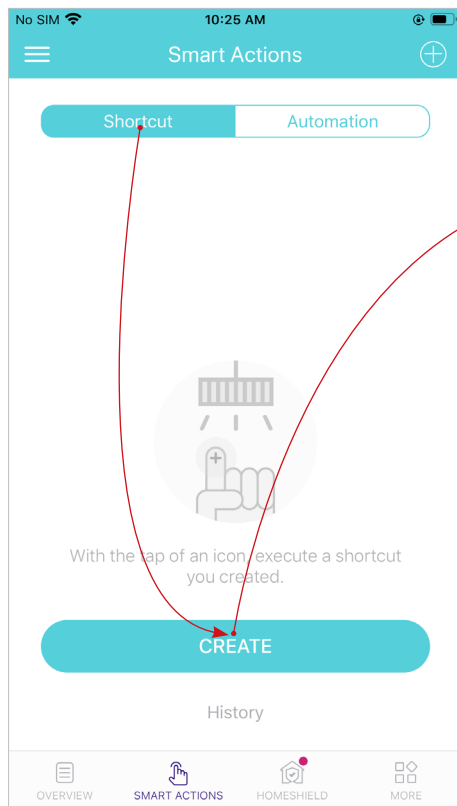 No SIM 10:25 AM
Smart Actions
Shortcut Automation
With the tap of an icon, execute a shortcut
you created.
CREATE
History
OVERVIEW SMART ACTIONS HOMESHIELD MORE